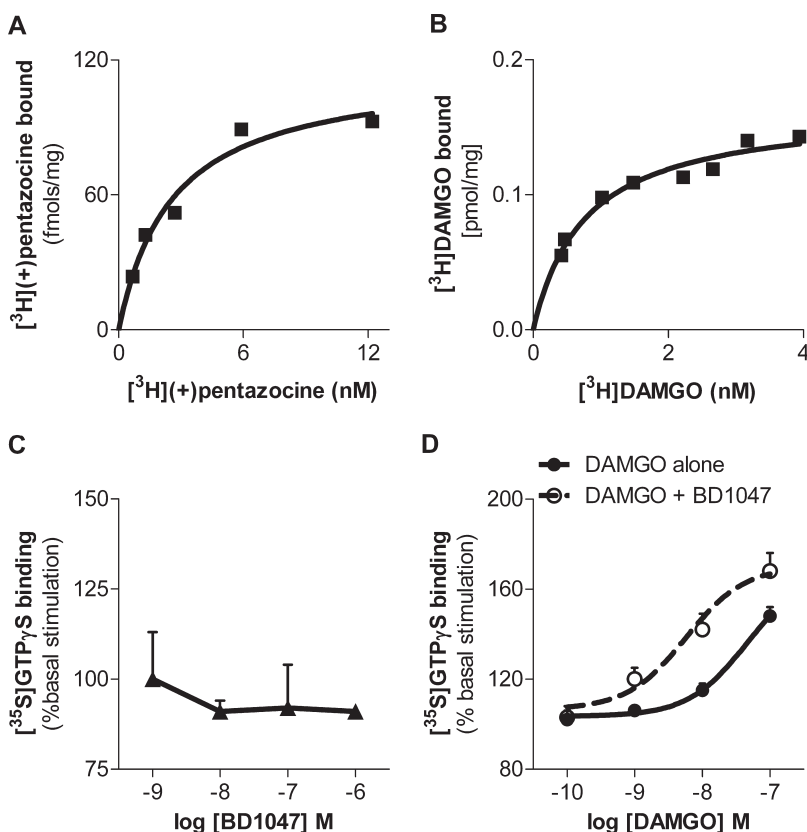 A
[³H](+)pentazocine bound
(fmols/mg)
120
60
0
0 6 12
[³H](+)pentazocine (nM)
B
[³H]DAMGO bound
[pmol/mg]
0.2
0.1
0.0
0 2 4
[³H]DAMGO (nM)
C
[³⁵S]GTPγS binding
(%basal stimulation)
150
125
100
75
-9 -8 -7 -6
log [BD1047] M
D
DAMGO alone
DAMGO + BD1047
[³⁵S]GTPγS binding
(% basal stimulation)
200
160
120
80
-10 -9 -8 -7
log [DAMGO] M